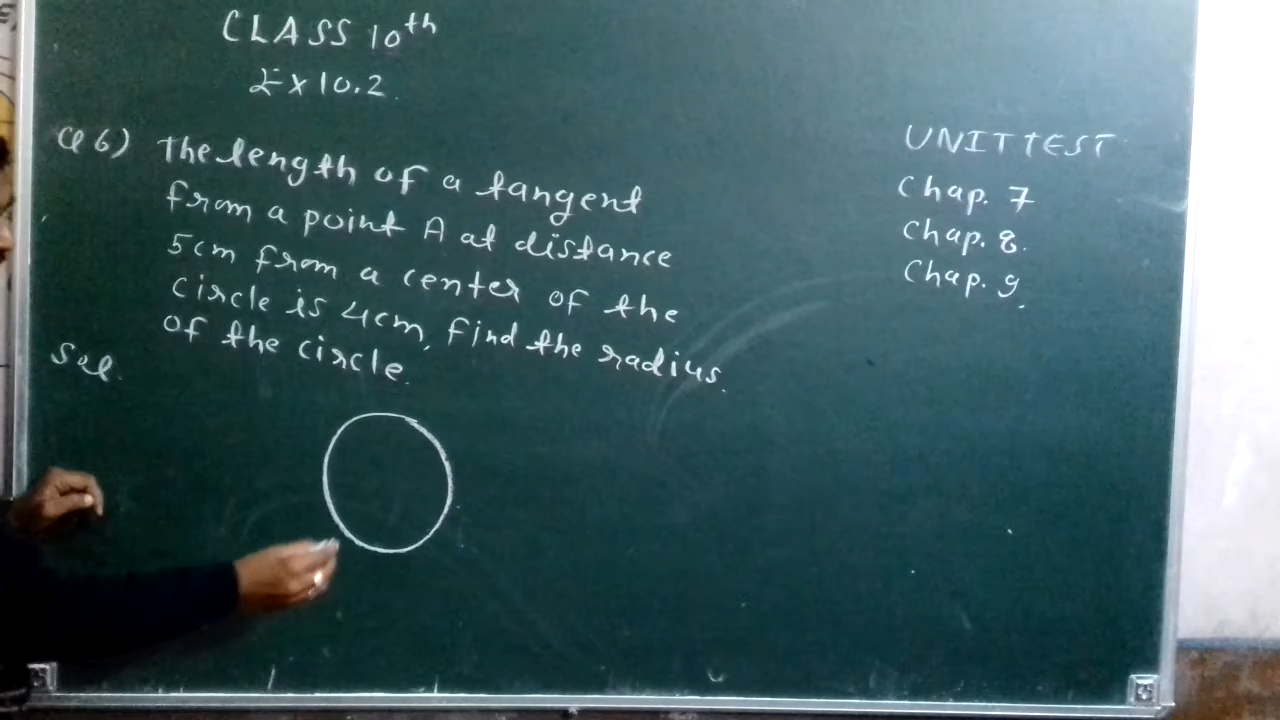 CLASS 10th
Ex 10.2
Q6) The length of a tangent
from a point A at distance
5cm from a center of the
circle is 4cm, Find the radius.
of the circle.
Sol.
UNIT TEST
Chap. 7
Chap. 8.
Chap. 9.